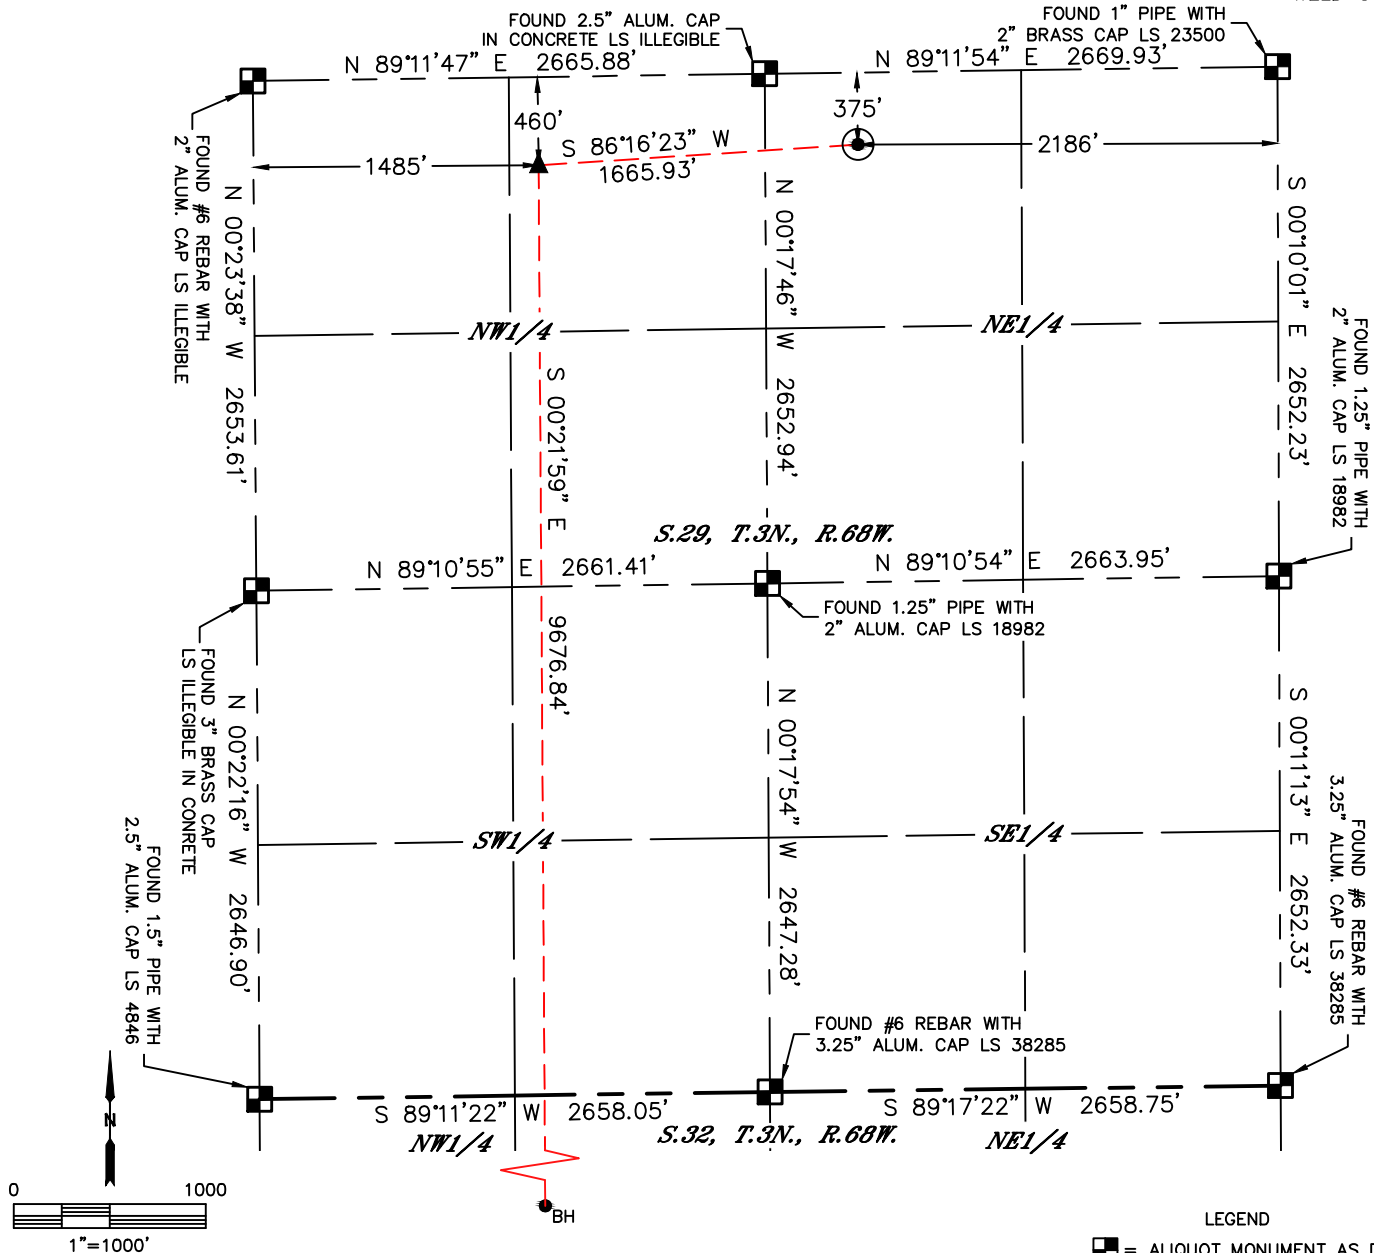 FOUND 2.5" ALUM. CAP
IN CONCRETE LS ILLEGIBLE
FOUND 1" PIPE WITH
2" BRASS CAP LS 23500
N 89°11'47" E 2665.88'
N 89°11'54" E 2669.93'
460'
375'
S 86°16'23" W
1665.93'
1485'
2186'
FOUND #6 REBAR WITH
2" ALUM. CAP LS ILLEGIBLE
N 00°23'38" W 2653.61'
N 00°17'46" W 2652.94'
S 00°10'01" E 2652.23'
FOUND 1.25" PIPE WITH
2" ALUM. CAP LS 18982
NW1/4
NE1/4
S 00°21'59" E 9676.84'
S.29, T.3N., R.68W.
N 89°10'55" E 2661.41'
N 89°10'54" E 2663.95'
FOUND 1.25" PIPE WITH
2" ALUM. CAP LS 18982
FOUND 3" BRASS CAP
LS ILLEGIBLE IN CONRETE
N 00°22'16" W 2646.90'
N 00°17'54" W 2647.28'
S 00°11'13" E 2652.33'
FOUND #6 REBAR WITH
3.25" ALUM. CAP LS 38285
SW1/4
SE1/4
FOUND 1.5" PIPE WITH
2.5" ALUM. CAP LS 4846
FOUND #6 REBAR WITH
3.25" ALUM. CAP LS 38285
S 89°11'22" W 2658.05'
S 89°17'22" W 2658.75'
NW1/4
S.32, T.3N., R.68W.
NE1/4
N
0 1000
1"=1000'
BH
LEGEND
= ALIQUOT MONUMENT AS